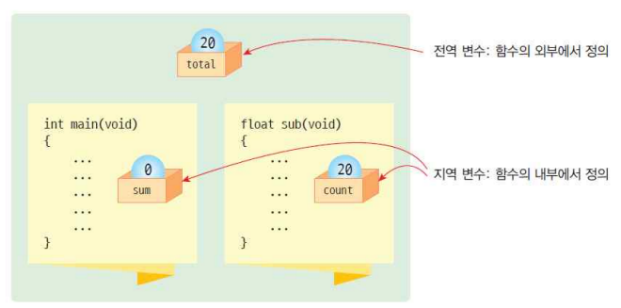 20
total
전역 변수: 함수의 외부에서 정의
int main(void)
{
...
...
...
...
...
}
0
sum
float sub(void)
{
...
...
...
...
...
}
20
count
지역 변수: 함수의 내부에서 정의